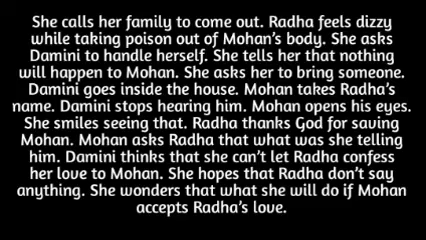 She calls her family to come out. Radha feels dizzy
while taking poison out of Mohan's body. She asks
Damini to handle herself. She tells her that nothing
will happen to Mohan. She asks her to bring someone.
Damini goes inside the house. Mohan takes Radha's
name. Damini stops hearing him. Mohan opens his eyes.
She smiles seeing that. Radha thanks God for saving
Mohan. Mohan asks Radha that what was she telling
him. Damini thinks that she can't let Radha confess
her love to Mohan. She hopes that Radha don't say
anything. She wonders that what she will do if Mohan
accepts Radha's love.